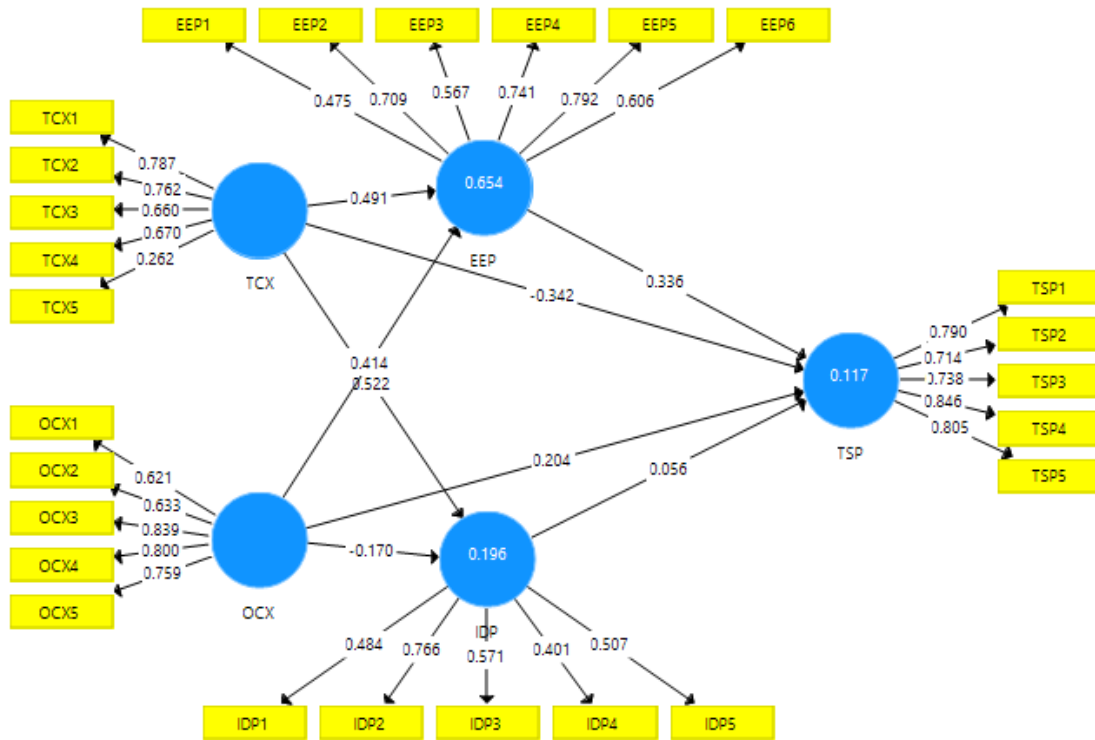 EEP1 EEP2 EEP3 EEP4 EEP5 EEP6
0.475 0.709 0.567 0.741 0.792 0.606
TCX1
TCX2
TCX3
TCX4
TCX5
0.787
0.762
0.660
0.670
0.262
TCX
0.491
0.654
EEP
-0.342
0.336
0.414
0.522
TSP1
TSP2
TSP3
TSP4
TSP5
0.790
0.714
0.738
0.846
0.805
0.117
TSP
OCX1
OCX2
OCX3
OCX4
OCX5
0.621
0.633
0.839
0.800
0.759
OCX
0.204
0.056
-0.170
0.196
IDP
0.484 0.766 0.571 0.401 0.507
IDP1 IDP2 IDP3 IDP4 IDP5